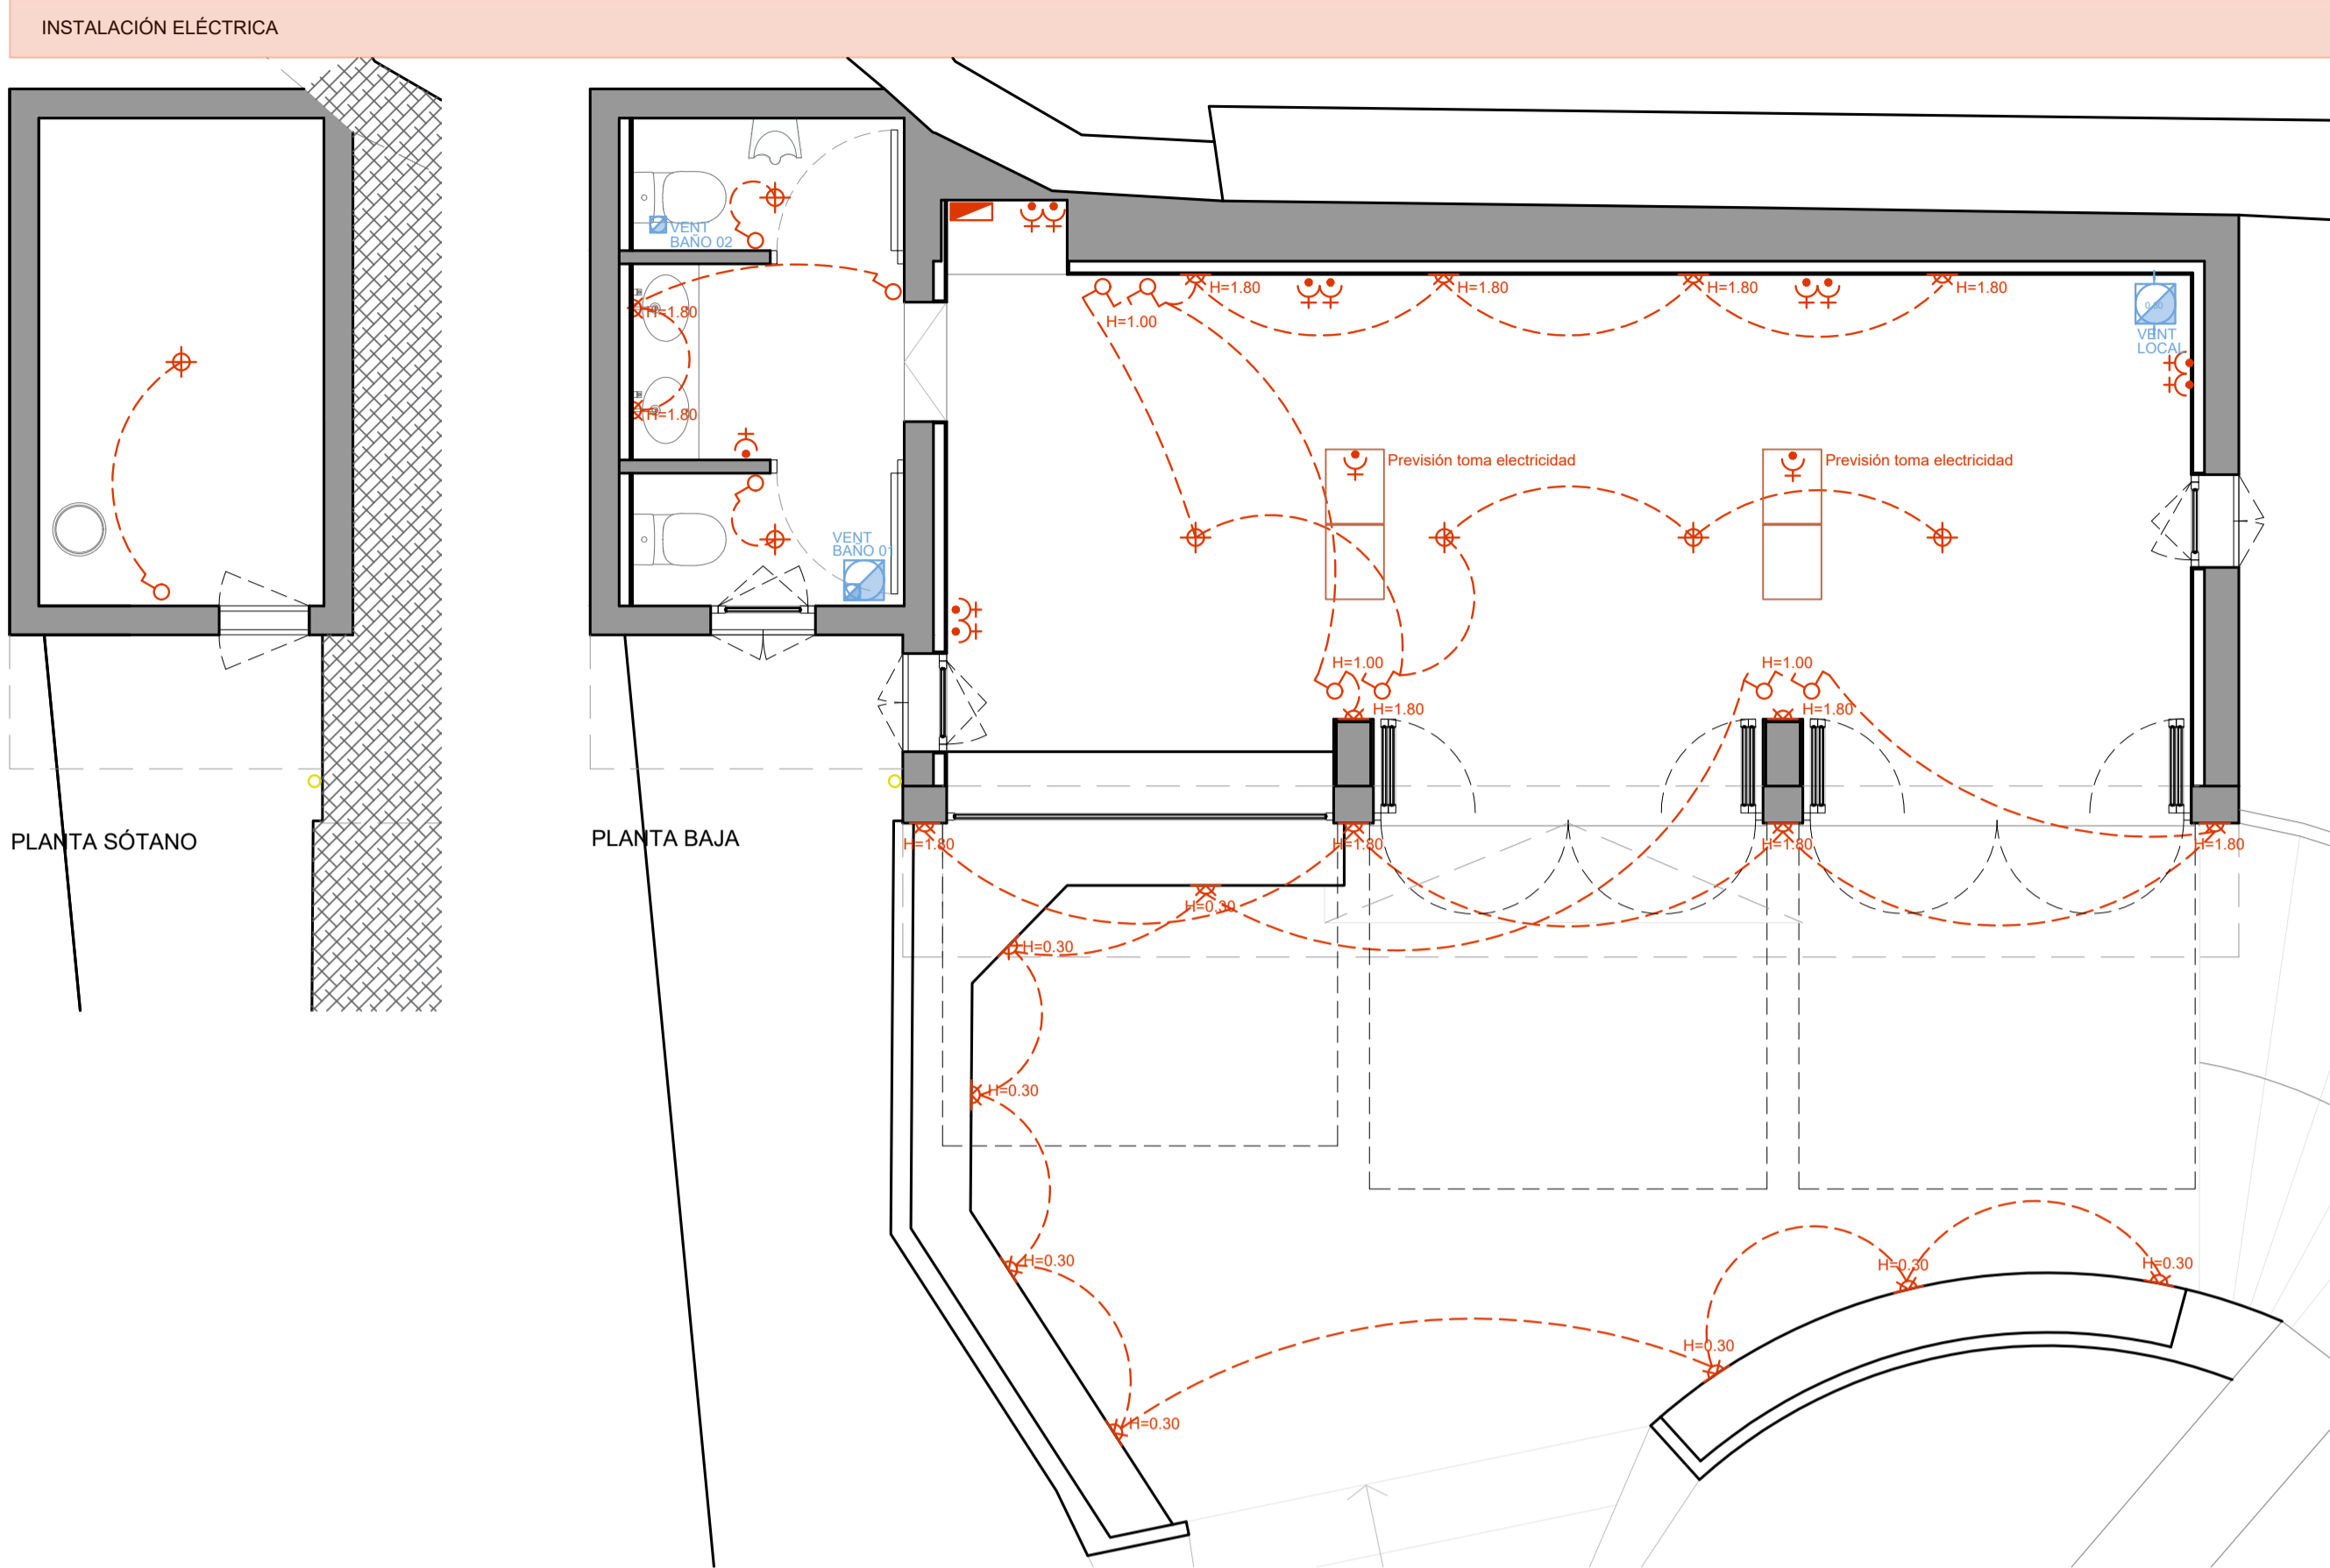 INSTALACIÓN ELÉCTRICA
VENT
BAÑO 02
H=1.80
H=1.80
H=1.80
H=1.80
H=1.00
0.50
VENT
LOCAL
H=1.80
H=1.80
Previsión toma electricidad
Previsión toma electricidad
VENT
BAÑO 01
H=1.00
H=1.00
H=1.80
H=1.80
PLANTA SÓTANO
PLANTA BAJA
H=1.80
H=1.80
H=1.80
H=1.80
H=0.30
H=0.30
H=0.30
H=0.30
H=0.30
H=0.30
H=0.30
H=0.30